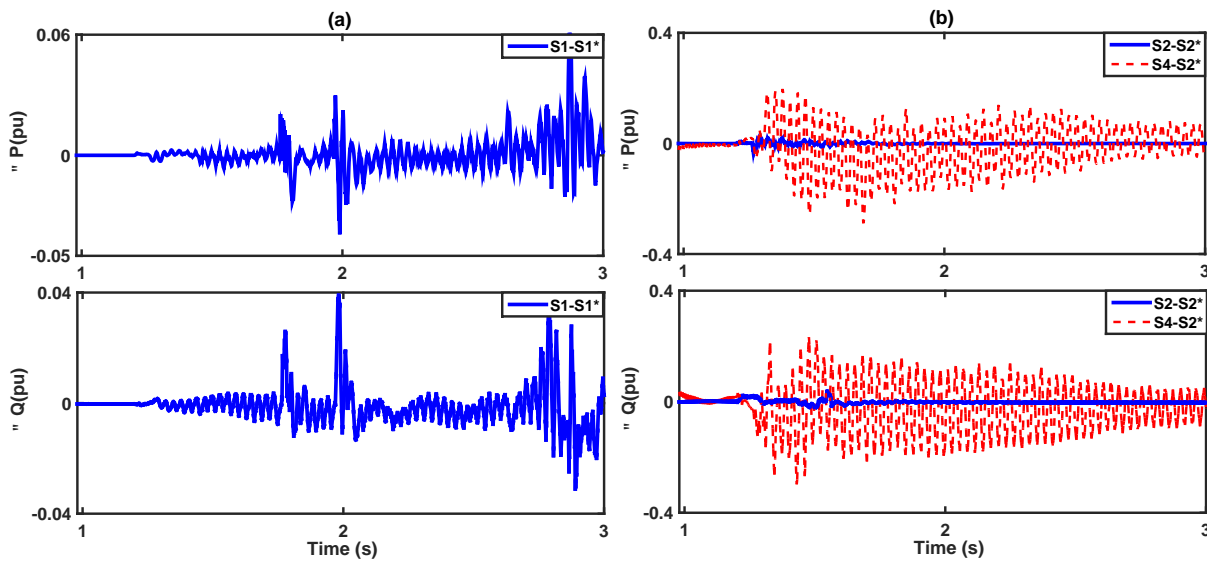 (a)
0.06
S1-S1*
" P(pu)
0
-0.05
1
2
3
0.04
S1-S1*
" Q(pu)
0
-0.04
1
2
3
Time (s)
(b)
0.4
S2-S2*
S4-S2*
" P(pu)
0
-0.4
1
2
3
0.4
S2-S2*
S4-S2*
" Q(pu)
0
-0.4
1
2
3
Time (s)